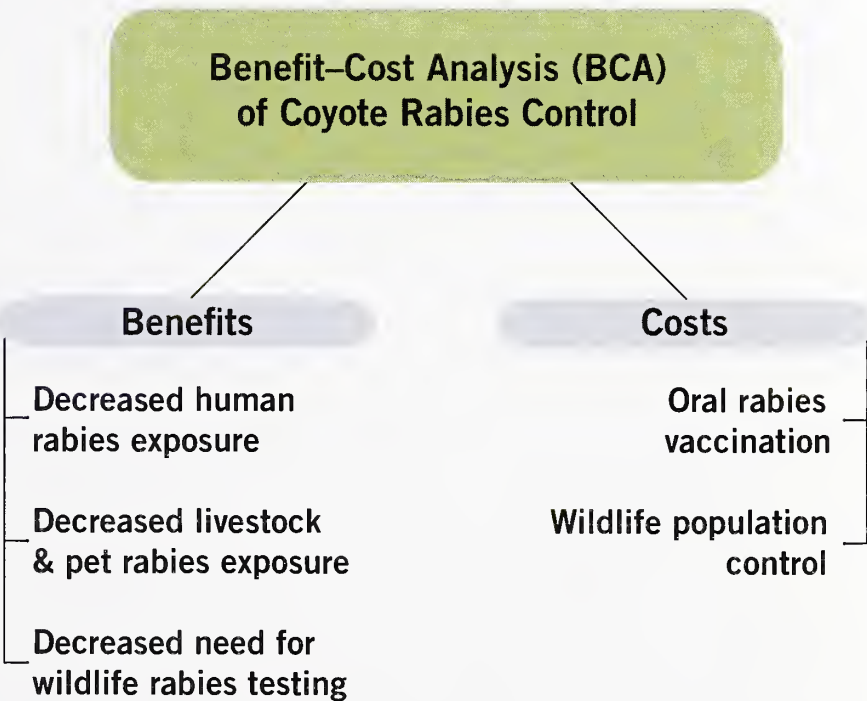 Benefit–Cost Analysis (BCA)
of Coyote Rabies Control
Benefits
Decreased human
rabies exposure
Decreased livestock
& pet rabies exposure
Decreased need for
wildlife rabies testing
Costs
Oral rabies
vaccination
Wildlife population
control